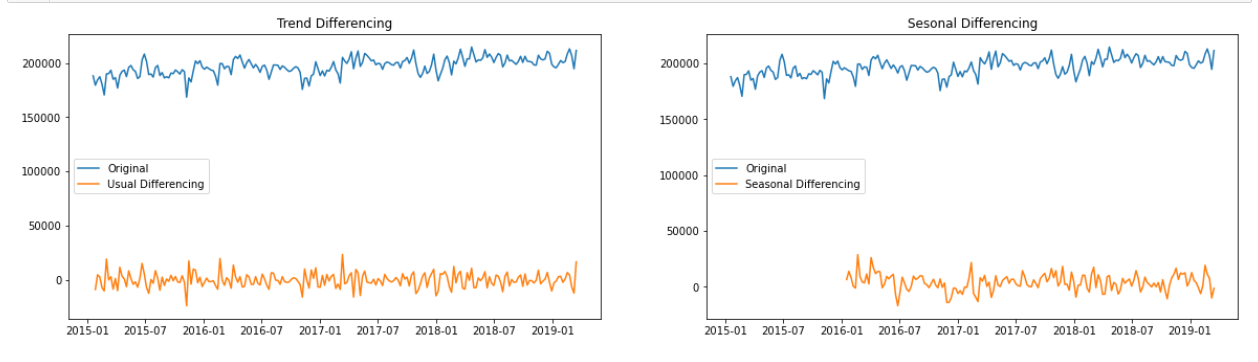 Trend Differencing
200000
150000
100000
50000
0
Original
Usual Differencing
2015-01 2015-07 2016-01 2016-07 2017-01 2017-07 2018-01 2018-07 2019-01
Sesonal Differencing
200000
150000
100000
50000
0
Original
Seasonal Differencing
2015-01 2015-07 2016-01 2016-07 2017-01 2017-07 2018-01 2018-07 2019-01